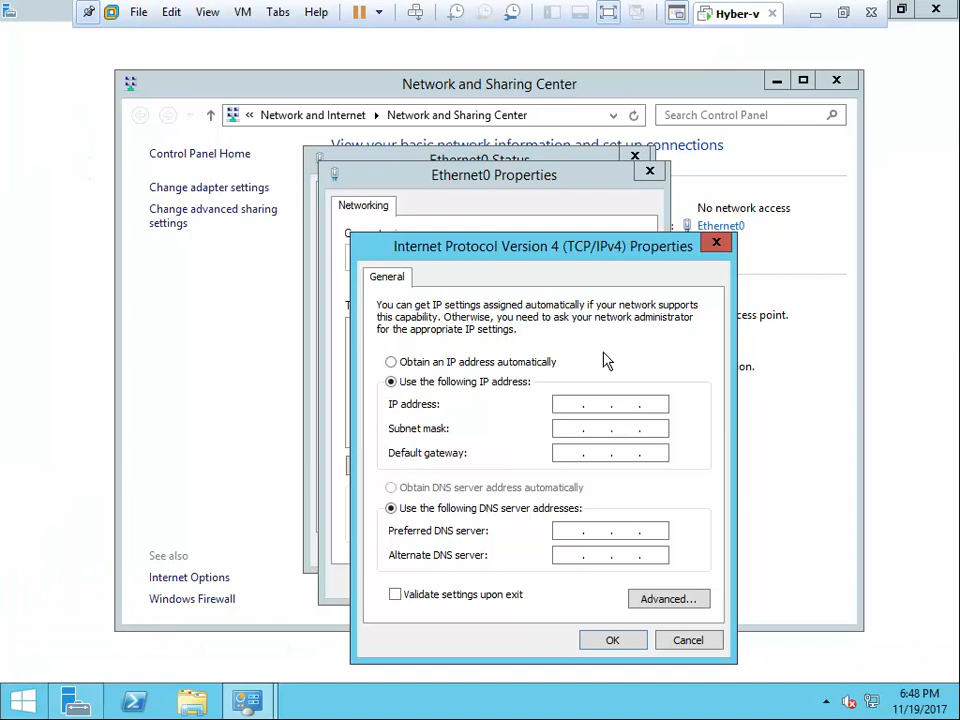 File Edit View VM Tabs Help Hyber-v
Network and Sharing Center
Network and Internet Network and Sharing Center
Search Control Panel
Control Panel Home
Change adapter settings
Change advanced sharing
settings
View your basic network information and set up connections
Ethernet0 Status
No network access
Ethernet0
Ethernet0 Properties
Networking
Internet Protocol Version 4 (TCP/IPv4) Properties
General
You can get IP settings assigned automatically if your network supports
this capability. Otherwise, you need to ask your network administrator
for the appropriate IP settings.
ess point.
on.
Obtain an IP address automatically
Use the following IP address:
IP address:
Subnet mask:
Default gateway:
Obtain DNS server address automatically
Use the following DNS server addresses:
Preferred DNS server:
Alternate DNS server:
Validate settings upon exit
Advanced...
OK Cancel
See also
Internet Options
Windows Firewall
6:48 PM
11/19/2017